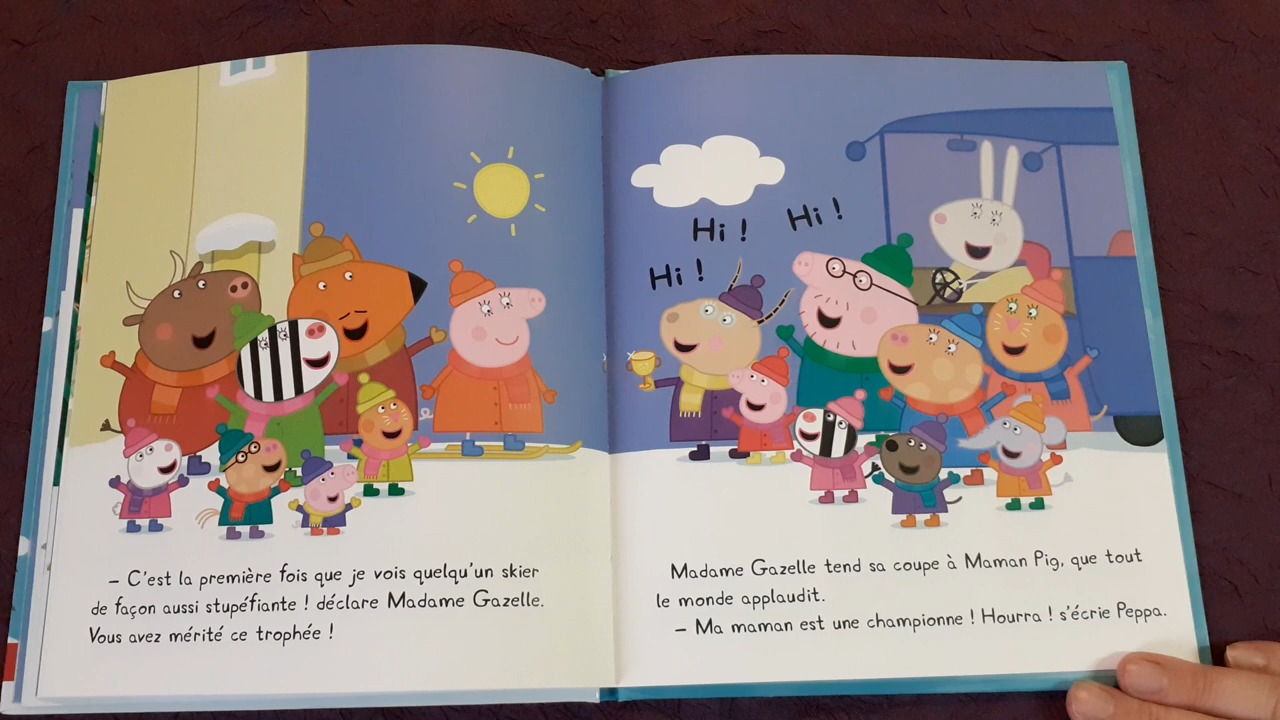 – C'est la première fois que je vois quelqu'un skier
de façon aussi stupéfiante ! déclare Madame Gazelle.
Vous avez mérité ce trophée !
Hi ! Hi !
Hi !
Madame Gazelle tend sa coupe à Maman Pig, que tout
le monde applaudit.
– Ma maman est une championne ! Hourra ! s'écrie Peppa.